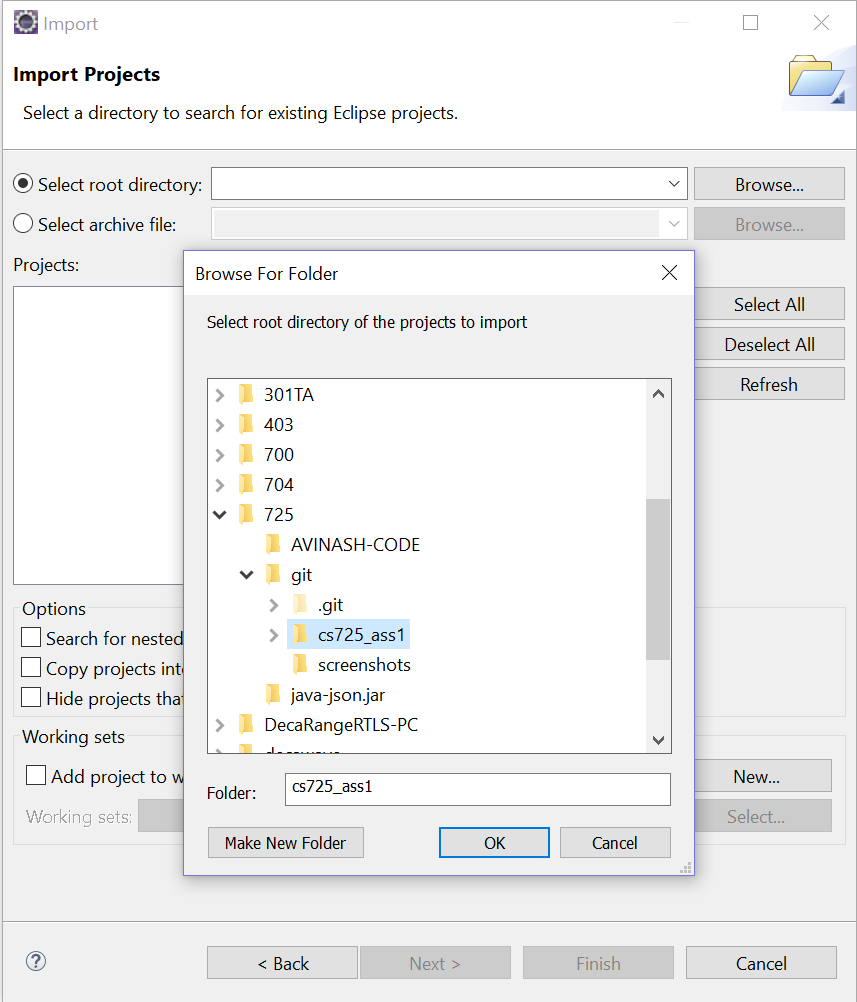 Import
Import Projects
Select a directory to search for existing Eclipse projects.
Select root directory:
Browse...
Select archive file:
Browse...
Projects:
Select All
Deselect All
Refresh
Options
Search for nested
Copy projects
Hide projects
Working sets
Add project to
New...
Working sets:
Select...
Browse For Folder
Select root directory of the projects to import
301TA
403
700
704
725
AVINASH-CODE
git
.git
cs725_ass1
screenshots
java-json.jar
DecaRangeRTLS-PC
Folder:
cs725_ass1
Make New Folder
OK
Cancel
?
< Back
Next >
Finish
Cancel